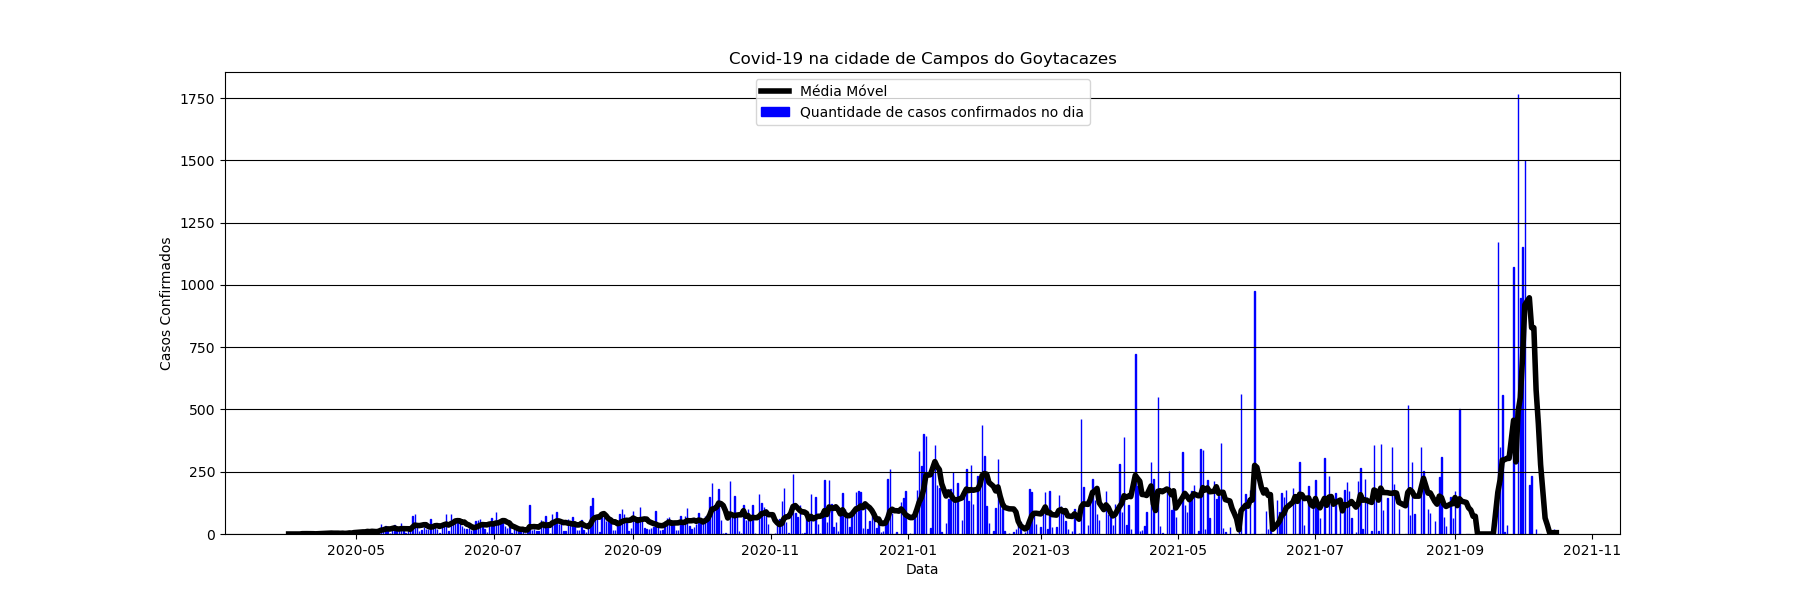 Covid-19 na cidade de Campos do Goytacazes
Média Móvel
Quantidade de casos confirmados no dia
Casos Confirmados
1750
1500
1250
1000
750
500
250
0
2020-05 2020-07 2020-09 2020-11 2021-01 2021-03 2021-05 2021-07 2021-09 2021-11
Data